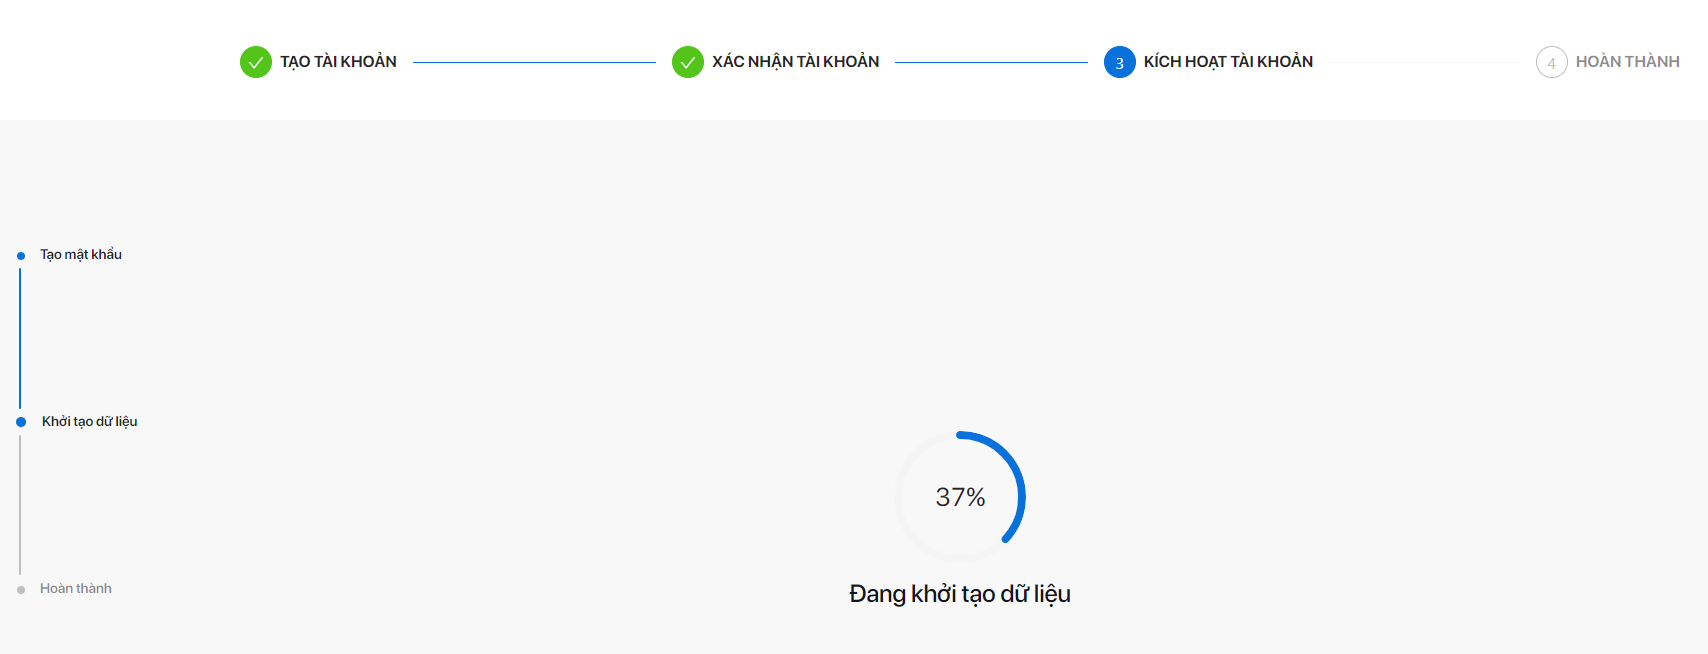 TẠO TÀI KHOẢN
XÁC NHẬN TÀI KHOẢN
3 KÍCH HOẠT TÀI KHOẢN
4 HOÀN THÀNH
Tạo mật khẩu
Khởi tạo dữ liệu
37%
Hoàn thành
Đang khởi tạo dữ liệu